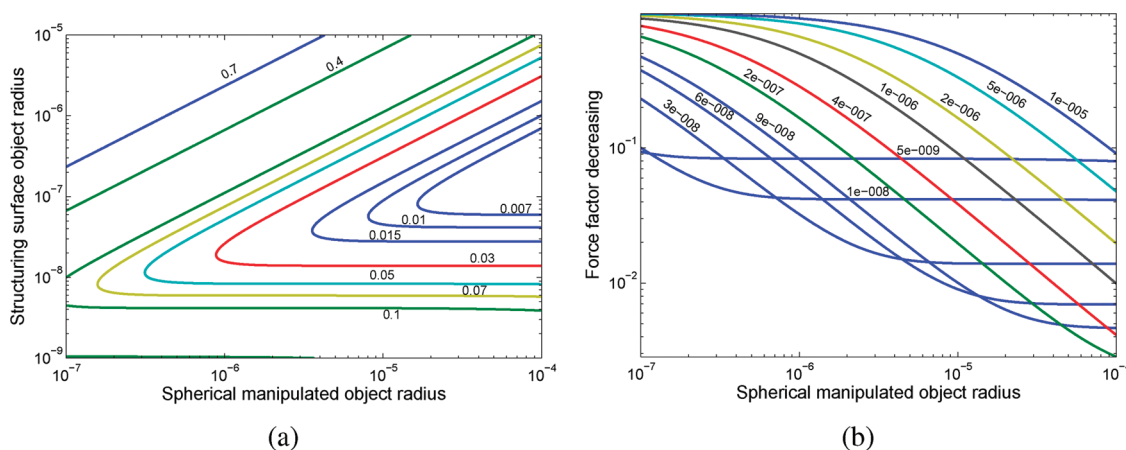 10−5
10−6
10−7
10−8
10−9
Structuring surface object radius
0.7
0.4
0.007
0.01
0.015
0.03
0.05
0.07
0.1
10−7
10−6
10−5
10−4
Spherical manipulated object radius
(a)
10−1
10−2
Force factor decreasing
3e−008
6e−008
9e−008
2e−007
4e−007
1e−006
2e−006
5e−006
1e−005
5e−009
1e−008
10−7
10−6
10−5
Spherical manipulated object radius
(b)